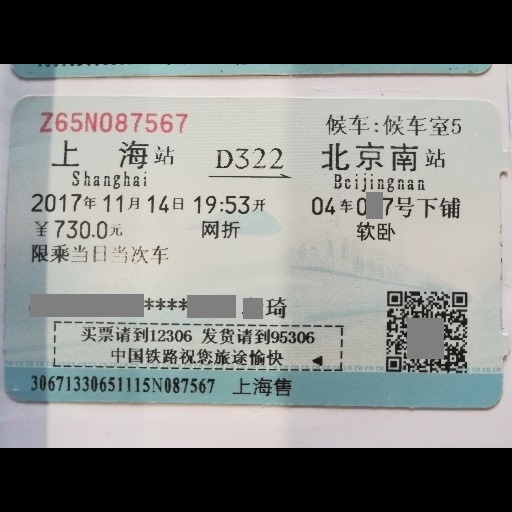 Z65N087567 候车:候车室5
上海站 D322 北京南站
Shanghai Beijingnan
2017年11月14日 19:53开 04车0 7号下铺
¥730.0元 网折 软卧
限乘当日当次车
**** 琦
买票请到12306 发货请到95306
中国铁路祝您旅途愉快
30671330651115N087567 上海售